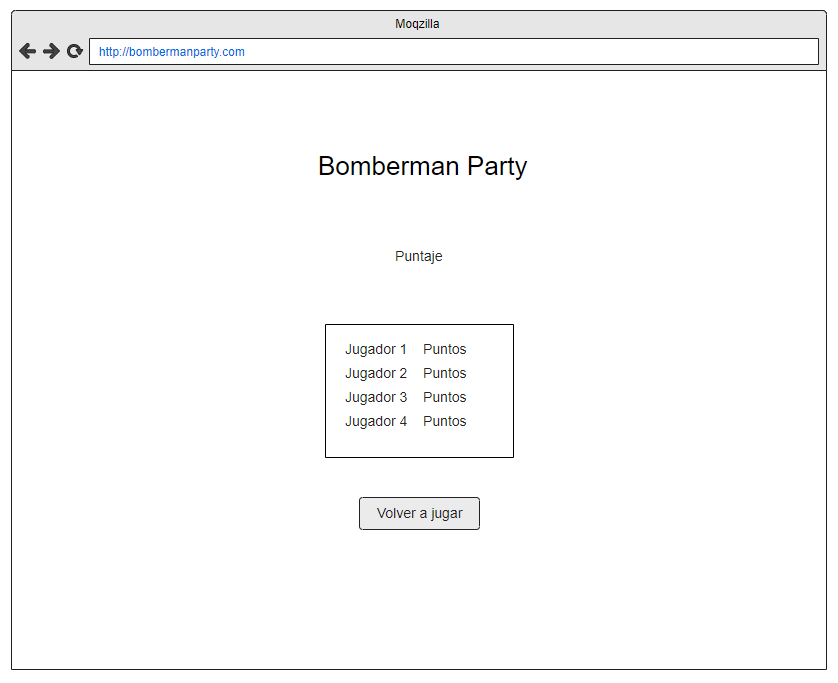 Moqzilla
http://bombermanparty.com
Bomberman Party
Puntaje
Jugador 1 Puntos
Jugador 2 Puntos
Jugador 3 Puntos
Jugador 4 Puntos
Volver a jugar